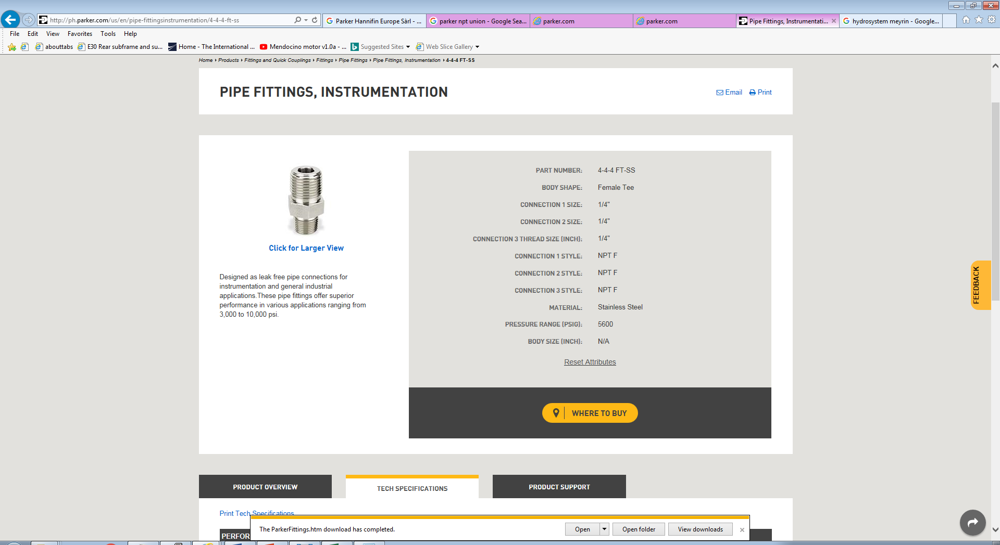 http://ph.parker.com/us/en/pipe-fittingsinstrumentation/4-4-4-ft-ss
Parker Hannifin Europe Sàrl - ...
parker npt union - Google Sea...
parker.com
parker.com
Pipe Fittings, Instrumentati...
hydrosystem meyrin - Google...
File Edit View Favorites Tools Help
abouttabs
E30 Rear subframe and su...
Home - The International ...
Mendocino motor v1.0a - ...
Suggested Sites
Web Slice Gallery
Home Products Fittings and Quick Couplings Fittings Pipe Fittings Pipe Fittings, Instrumentation 4-4-4 FT-SS
PIPE FITTINGS, INSTRUMENTATION
Email Print
Click for Larger View
Designed as leak free pipe connections for
instrumentation and general industrial
applications.These pipe fittings offer superior
performance in various applications ranging from
3,000 to 10,000 psi.
PART NUMBER: 4-4-4 FT-SS
BODY SHAPE: Female Tee
CONNECTION 1 SIZE: 1/4"
CONNECTION 2 SIZE: 1/4"
CONNECTION 3 THREAD SIZE (INCH): 1/4"
CONNECTION 1 STYLE: NPT F
CONNECTION 2 STYLE: NPT F
CONNECTION 3 STYLE: NPT F
MATERIAL: Stainless Steel
PRESSURE RANGE (PSIG): 5600
BODY SIZE (INCH): N/A
Reset Attributes
WHERE TO BUY
FEEDBACK
PRODUCT OVERVIEW
TECH SPECIFICATIONS
PRODUCT SUPPORT
Print Tech Specifications
PERFOR
The ParkerFittings.htm download has completed.
Open
Open folder
View downloads